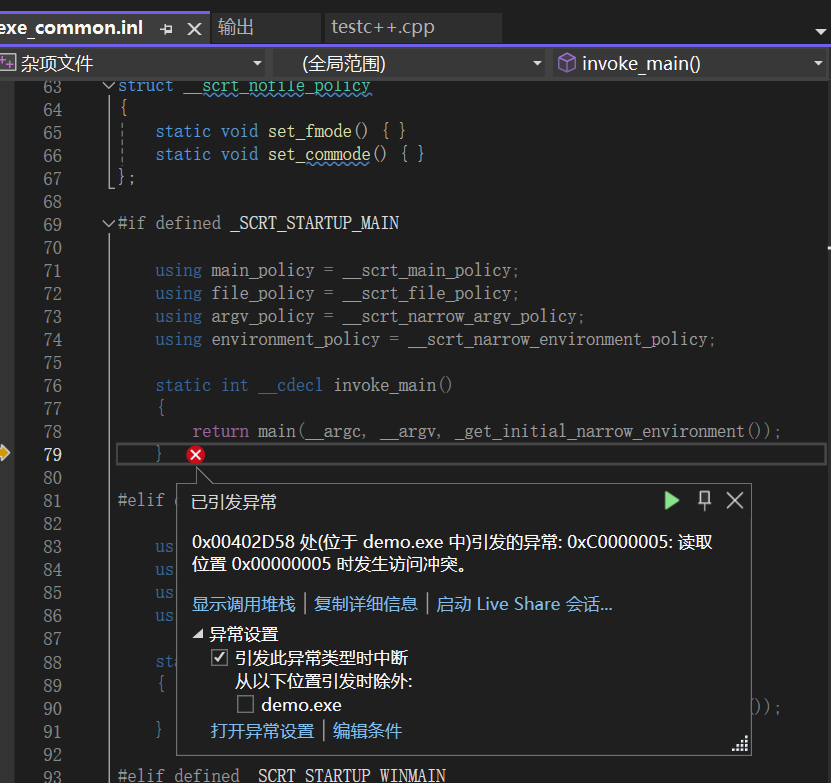 exe_common.inl 输出 testc++.cpp
杂项文件 (全局范围) invoke_main()
63 struct __scrt_nofile_policy
64 {
65 static void set_fmode() { }
66 static void set_commode() { }
67 };
68
69 #if defined _SCRT_STARTUP_MAIN
70
71 using main_policy = __scrt_main_policy;
72 using file_policy = __scrt_file_policy;
73 using argv_policy = __scrt_narrow_argv_policy;
74 using environment_policy = __scrt_narrow_environment_policy;
75
76 static int __cdecl invoke_main()
77 {
78 return main(__argc, __argv, _get_initial_narrow_environment());
79 }
80
81 #elif
已引发异常
82
0x00402D58 处(位于 demo.exe 中)引发的异常: 0xC0000005: 读取
83 us
位置 0x00000005 时发生访问冲突。
84 us
85 us
显示调用堆栈 | 复制详细信息 | 启动 Live Share 会话...
86 us
87
异常设置
88 sta
引发此异常类型时中断
89 {
从以下位置引发时除外:
90 ());
demo.exe
91 }
打开异常设置 | 编辑条件
92
93 #elif defined _SCRT_STARTUP_WINMAIN